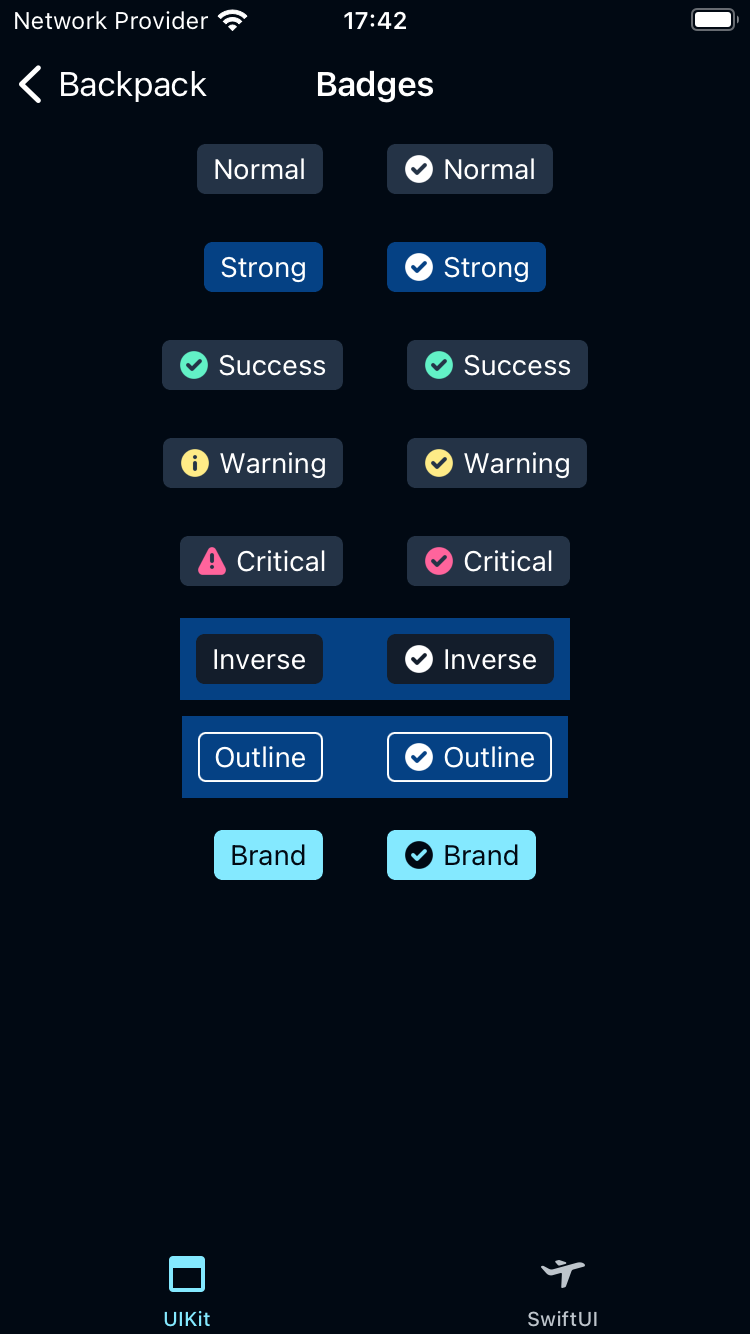 Network Provider 17:42
Backpack Badges
Normal Normal
Strong Strong
Success Success
Warning Warning
Critical Critical
Inverse Inverse
Outline Outline
Brand Brand
UIKit SwiftUI